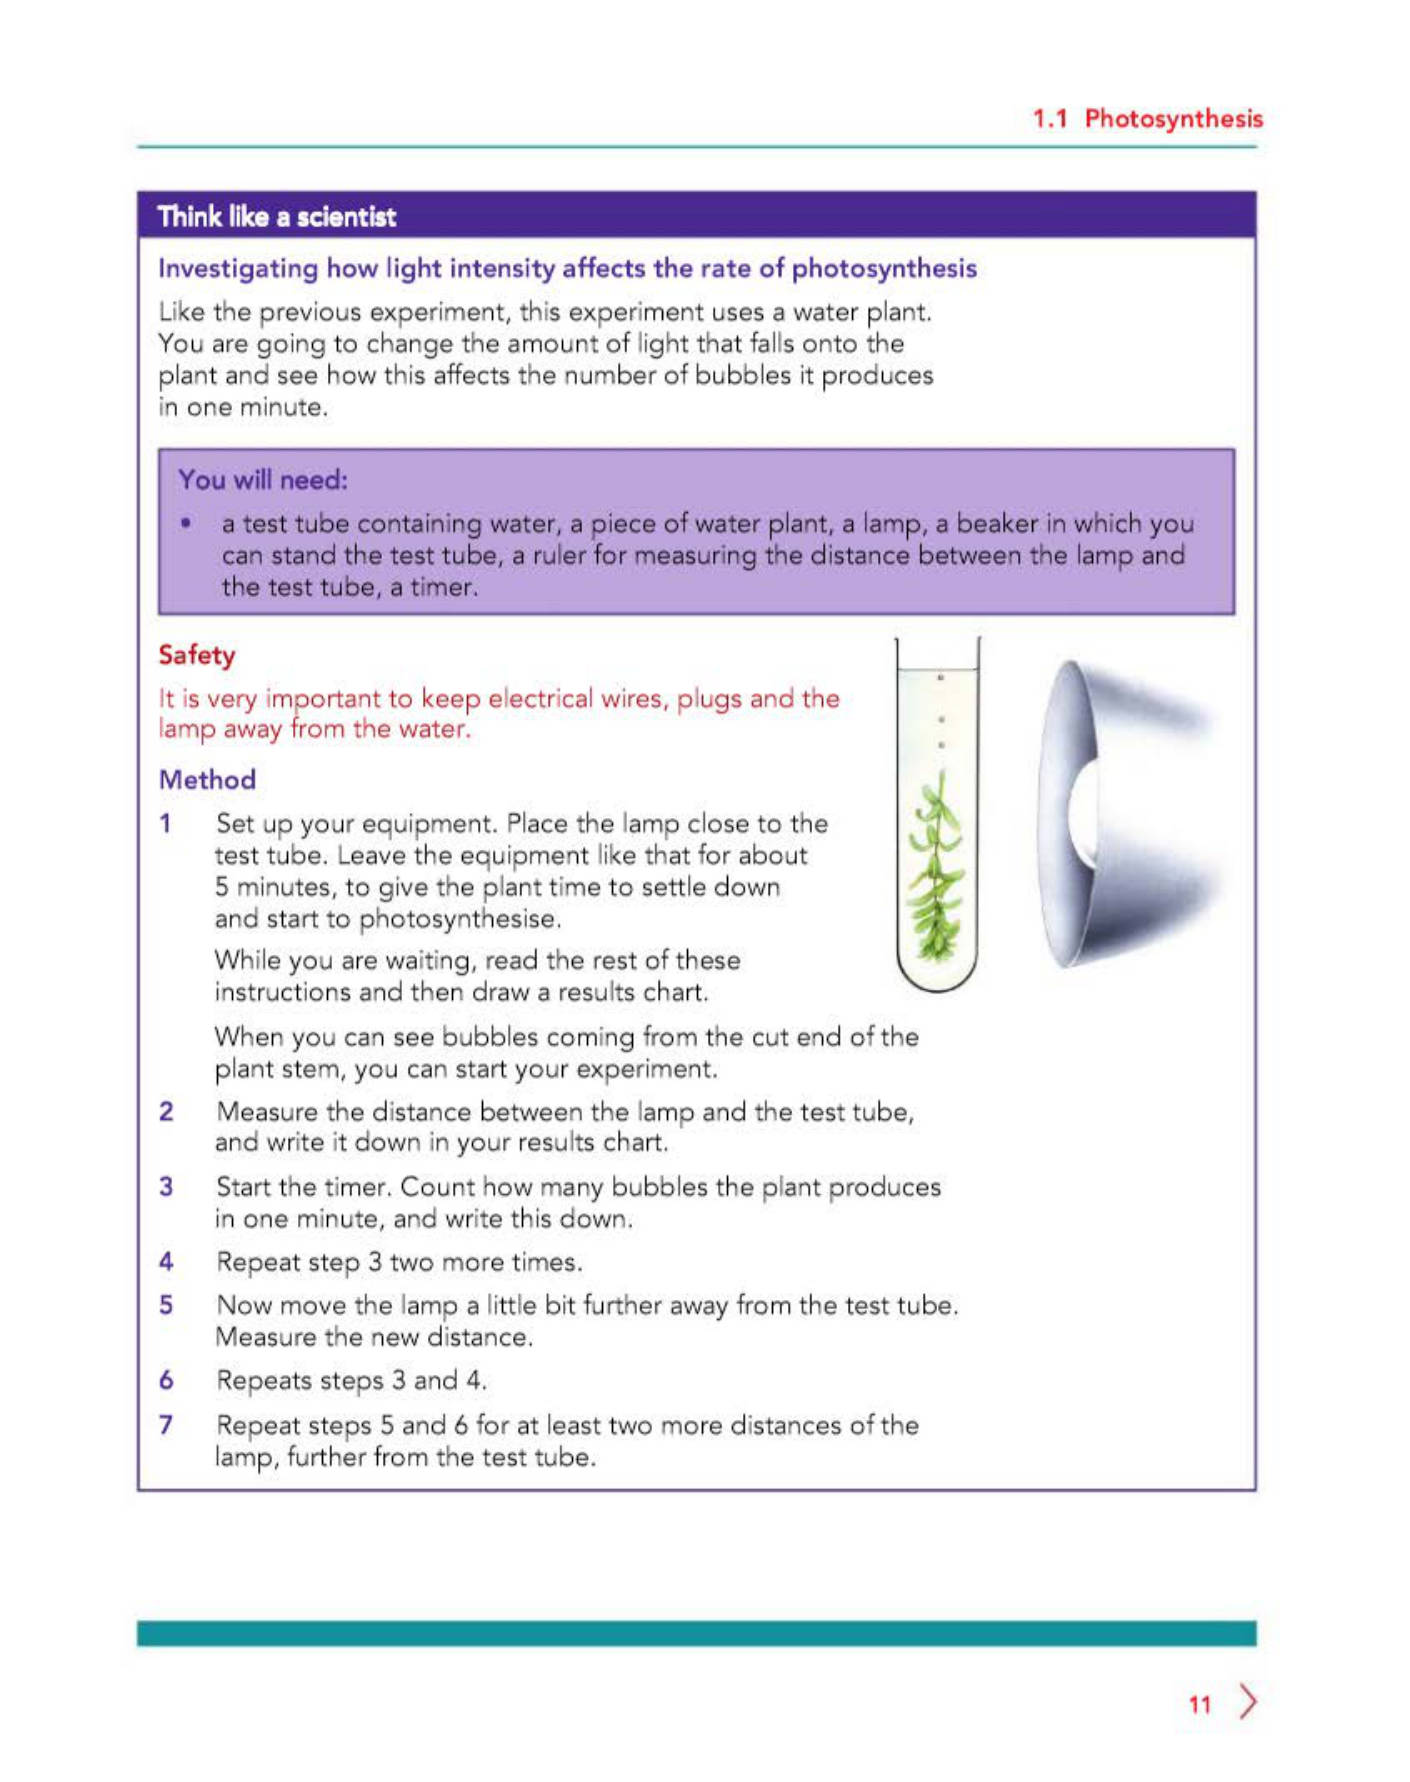 1.1 Photosynthesis
Think like a scientist
Investigating how light intensity affects the rate of photosynthesis
Like the previous experiment, this experiment uses a water plant.
You are going to change the amount of light that falls onto the
plant and see how this affects the number of bubbles it produces
in one minute.
You will need:
• a test tube containing water, a piece of water plant, a lamp, a beaker in which you
can stand the test tube, a ruler for measuring the distance between the lamp and
the test tube, a timer.
Safety
It is very important to keep electrical wires, plugs and the
lamp away from the water.
Method
1 Set up your equipment. Place the lamp close to the
test tube. Leave the equipment like that for about
5 minutes, to give the plant time to settle down
and start to photosynthesise.
While you are waiting, read the rest of these
instructions and then draw a results chart.
When you can see bubbles coming from the cut end of the
plant stem, you can start your experiment.
2 Measure the distance between the lamp and the test tube,
and write it down in your results chart.
3 Start the timer. Count how many bubbles the plant produces
in one minute, and write this down.
4 Repeat step 3 two more times.
5 Now move the lamp a little bit further away from the test tube.
Measure the new distance.
6 Repeats steps 3 and 4.
7 Repeat steps 5 and 6 for at least two more distances of the
lamp, further from the test tube.
11